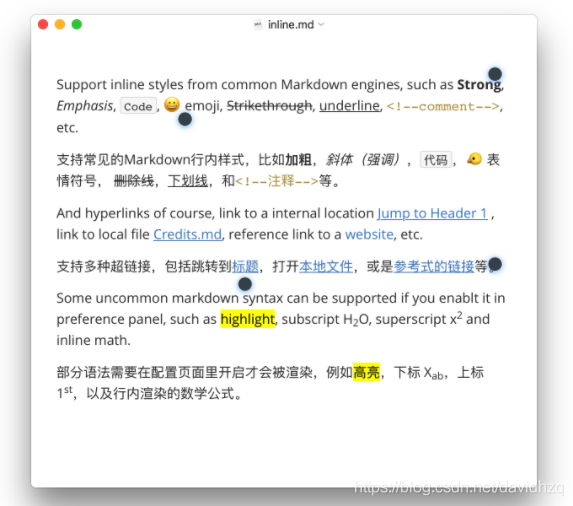 inline.md
Support inline styles from common Markdown engines, such as Strong,
Emphasis, Code, 😄 emoji, Strikethrough, underline, <!--comment-->,
etc.
支持常见的Markdown行内样式，比如加粗，斜体（强调）, 代码， 表
情符号， 删除线，下划线，和<!--注释-->等。
And hyperlinks of course, link to a internal location Jump to Header 1 ,
link to local file Credits.md, reference link to a website, etc.
支持多种超链接，包括跳转到标题，打开本地文件，或是参考式的链接等。
Some uncommon markdown syntax can be supported if you enablt it in
preference panel, such as highlight, subscript H₂O, superscript x² and
inline math.
部分语法需要在配置页面里开启才会被渲染，例如高亮，下标 Xab，上标
1st，以及行内渲染的数学公式。
https://blog.csdn.net/davidhzq